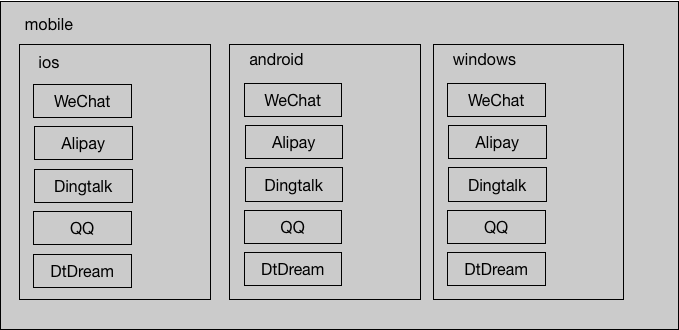 mobile
ios
WeChat
Alipay
Dingtalk
QQ
DtDream
android
WeChat
Alipay
Dingtalk
QQ
DtDream
windows
WeChat
Alipay
Dingtalk
QQ
DtDream